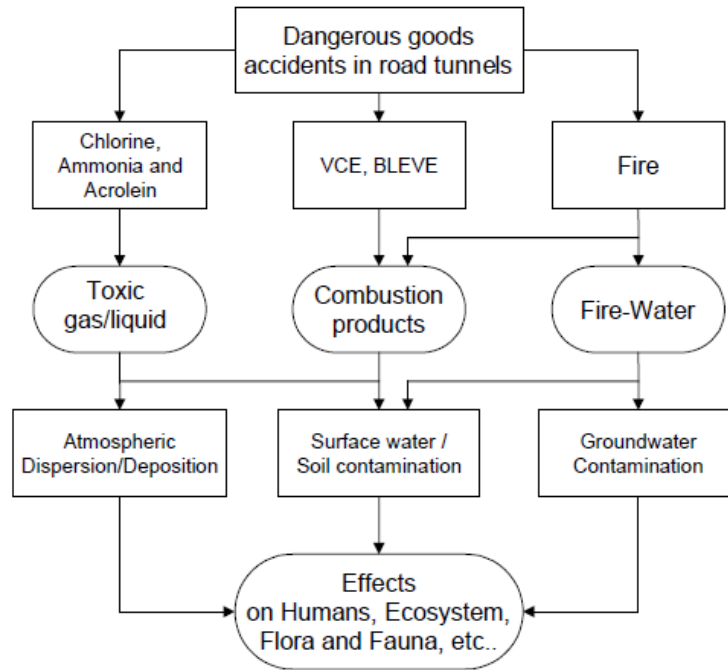 Dangerous goods
accidents in road tunnels
Chlorine,
Ammonia and
Acrolein
VCE, BLEVE
Fire
Toxic
gas/liquid
Combustion
products
Fire-Water
Atmospheric
Dispersion/Deposition
Surface water /
Soil contamination
Groundwater
Contamination
Effects
on Humans, Ecosystem,
Flora and Fauna, etc..